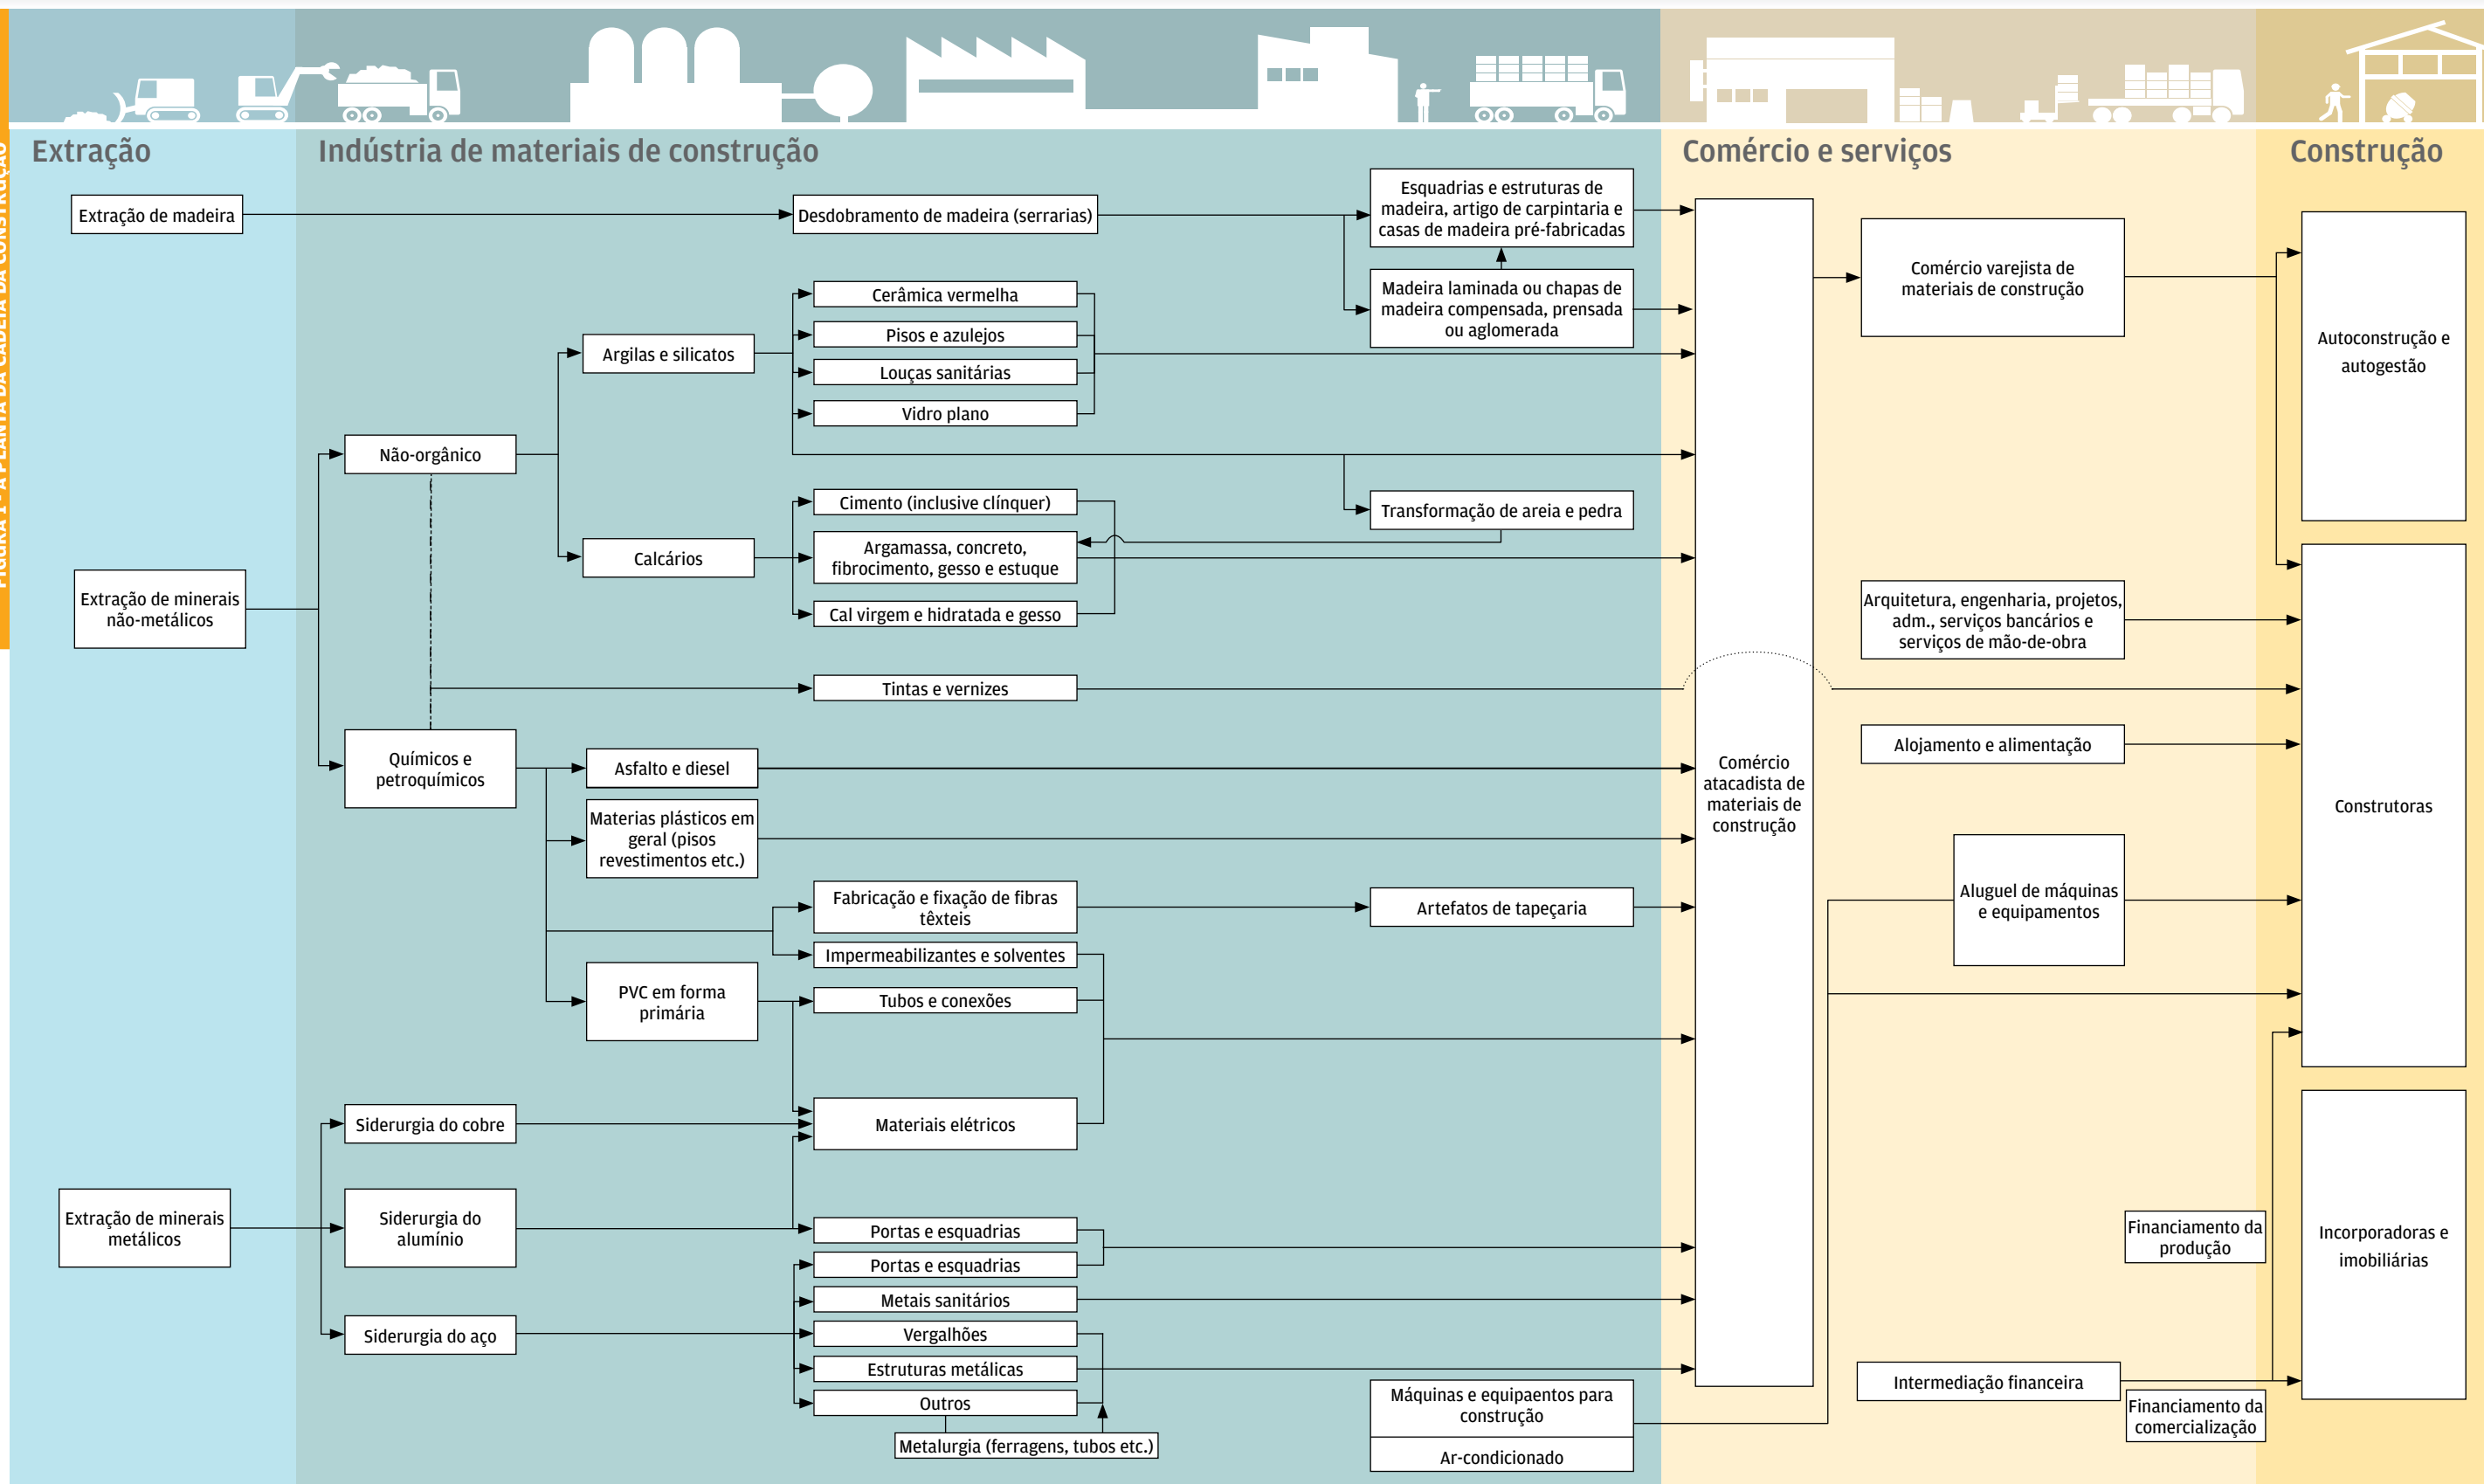 FIGURA 1 - A PLANTA DA CADEIA DA CONSTRUÇÃO
Extração
Indústria de materiais de construção
Comércio e serviços
Construção
Extração de madeira
Desdobramento de madeira (serrarias)
Esquadrias e estruturas de
madeira, artigo de carpintaria e
casas de madeira pré-fabricadas
Madeira laminada ou chapas de
madeira compensada, prensada
ou aglomerada
Cerâmica vermelha
Pisos e azulejos
Louças sanitárias
Vidro plano
Argilas e silicatos
Não-orgânico
Cimento (inclusive clínquer)
Argamassa, concreto,
fibrocimento, gesso e estuque
Cal virgem e hidratada e gesso
Calcários
Transformação de areia e pedra
Extração de minerais
não-metálicos
Tintas e vernizes
Químicos e
petroquímicos
Asfalto e diesel
Materias plásticos em
geral (pisos
revestimentos etc.)
Fabricação e fixação de fibras
têxteis
Artefatos de tapeçaria
Impermeabilizantes e solventes
PVC em forma
primária
Tubos e conexões
Materiais elétricos
Siderurgia do cobre
Extração de minerais
metálicos
Siderurgia do
alumínio
Siderurgia do aço
Portas e esquadrias
Portas e esquadrias
Metais sanitários
Vergalhões
Estruturas metálicas
Outros
Metalurgia (ferragens, tubos etc.)
Máquinas e equipaentos para
construção
Ar-condicionado
Comércio
atacadista de
materiais de
construção
Comércio varejista de
materiais de construção
Arquitetura, engenharia, projetos,
adm., serviços bancários e
serviços de mão-de-obra
Alojamento e alimentação
Aluguel de máquinas
e equipamentos
Financiamento da
produção
Intermediação financeira
Financiamento da
comercialização
Autoconstrução e
autogestão
Construtoras
Incorporadoras e
imobiliárias